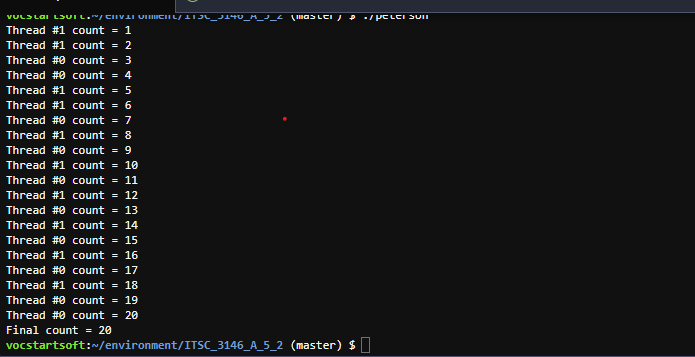 vocstartsoft:~/environment/ITSC_3146_A_5_2 (master) $ ./peterson
Thread #1 count = 1
Thread #1 count = 2
Thread #0 count = 3
Thread #0 count = 4
Thread #1 count = 5
Thread #1 count = 6
Thread #0 count = 7
Thread #1 count = 8
Thread #0 count = 9
Thread #1 count = 10
Thread #0 count = 11
Thread #1 count = 12
Thread #0 count = 13
Thread #1 count = 14
Thread #0 count = 15
Thread #1 count = 16
Thread #0 count = 17
Thread #1 count = 18
Thread #0 count = 19
Thread #0 count = 20
Final count = 20
vocstartsoft:~/environment/ITSC_3146_A_5_2 (master) $